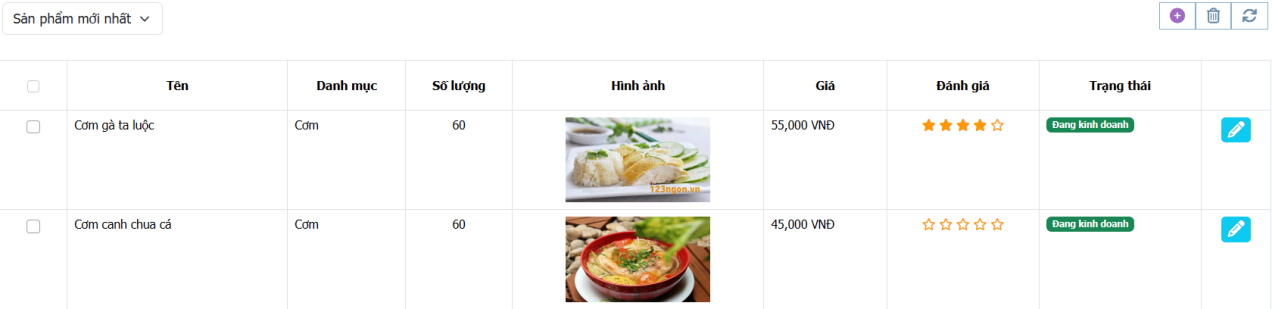 Sản phẩm mới nhất
Tên Danh mục Số lượng Hình ảnh Giá Đánh giá Trạng thái
Cơm gà ta luộc Cơm 60 55,000 VNĐ Đang kinh doanh
123ngon.vn
Cơm canh chua cá Cơm 60 45,000 VNĐ Đang kinh doanh